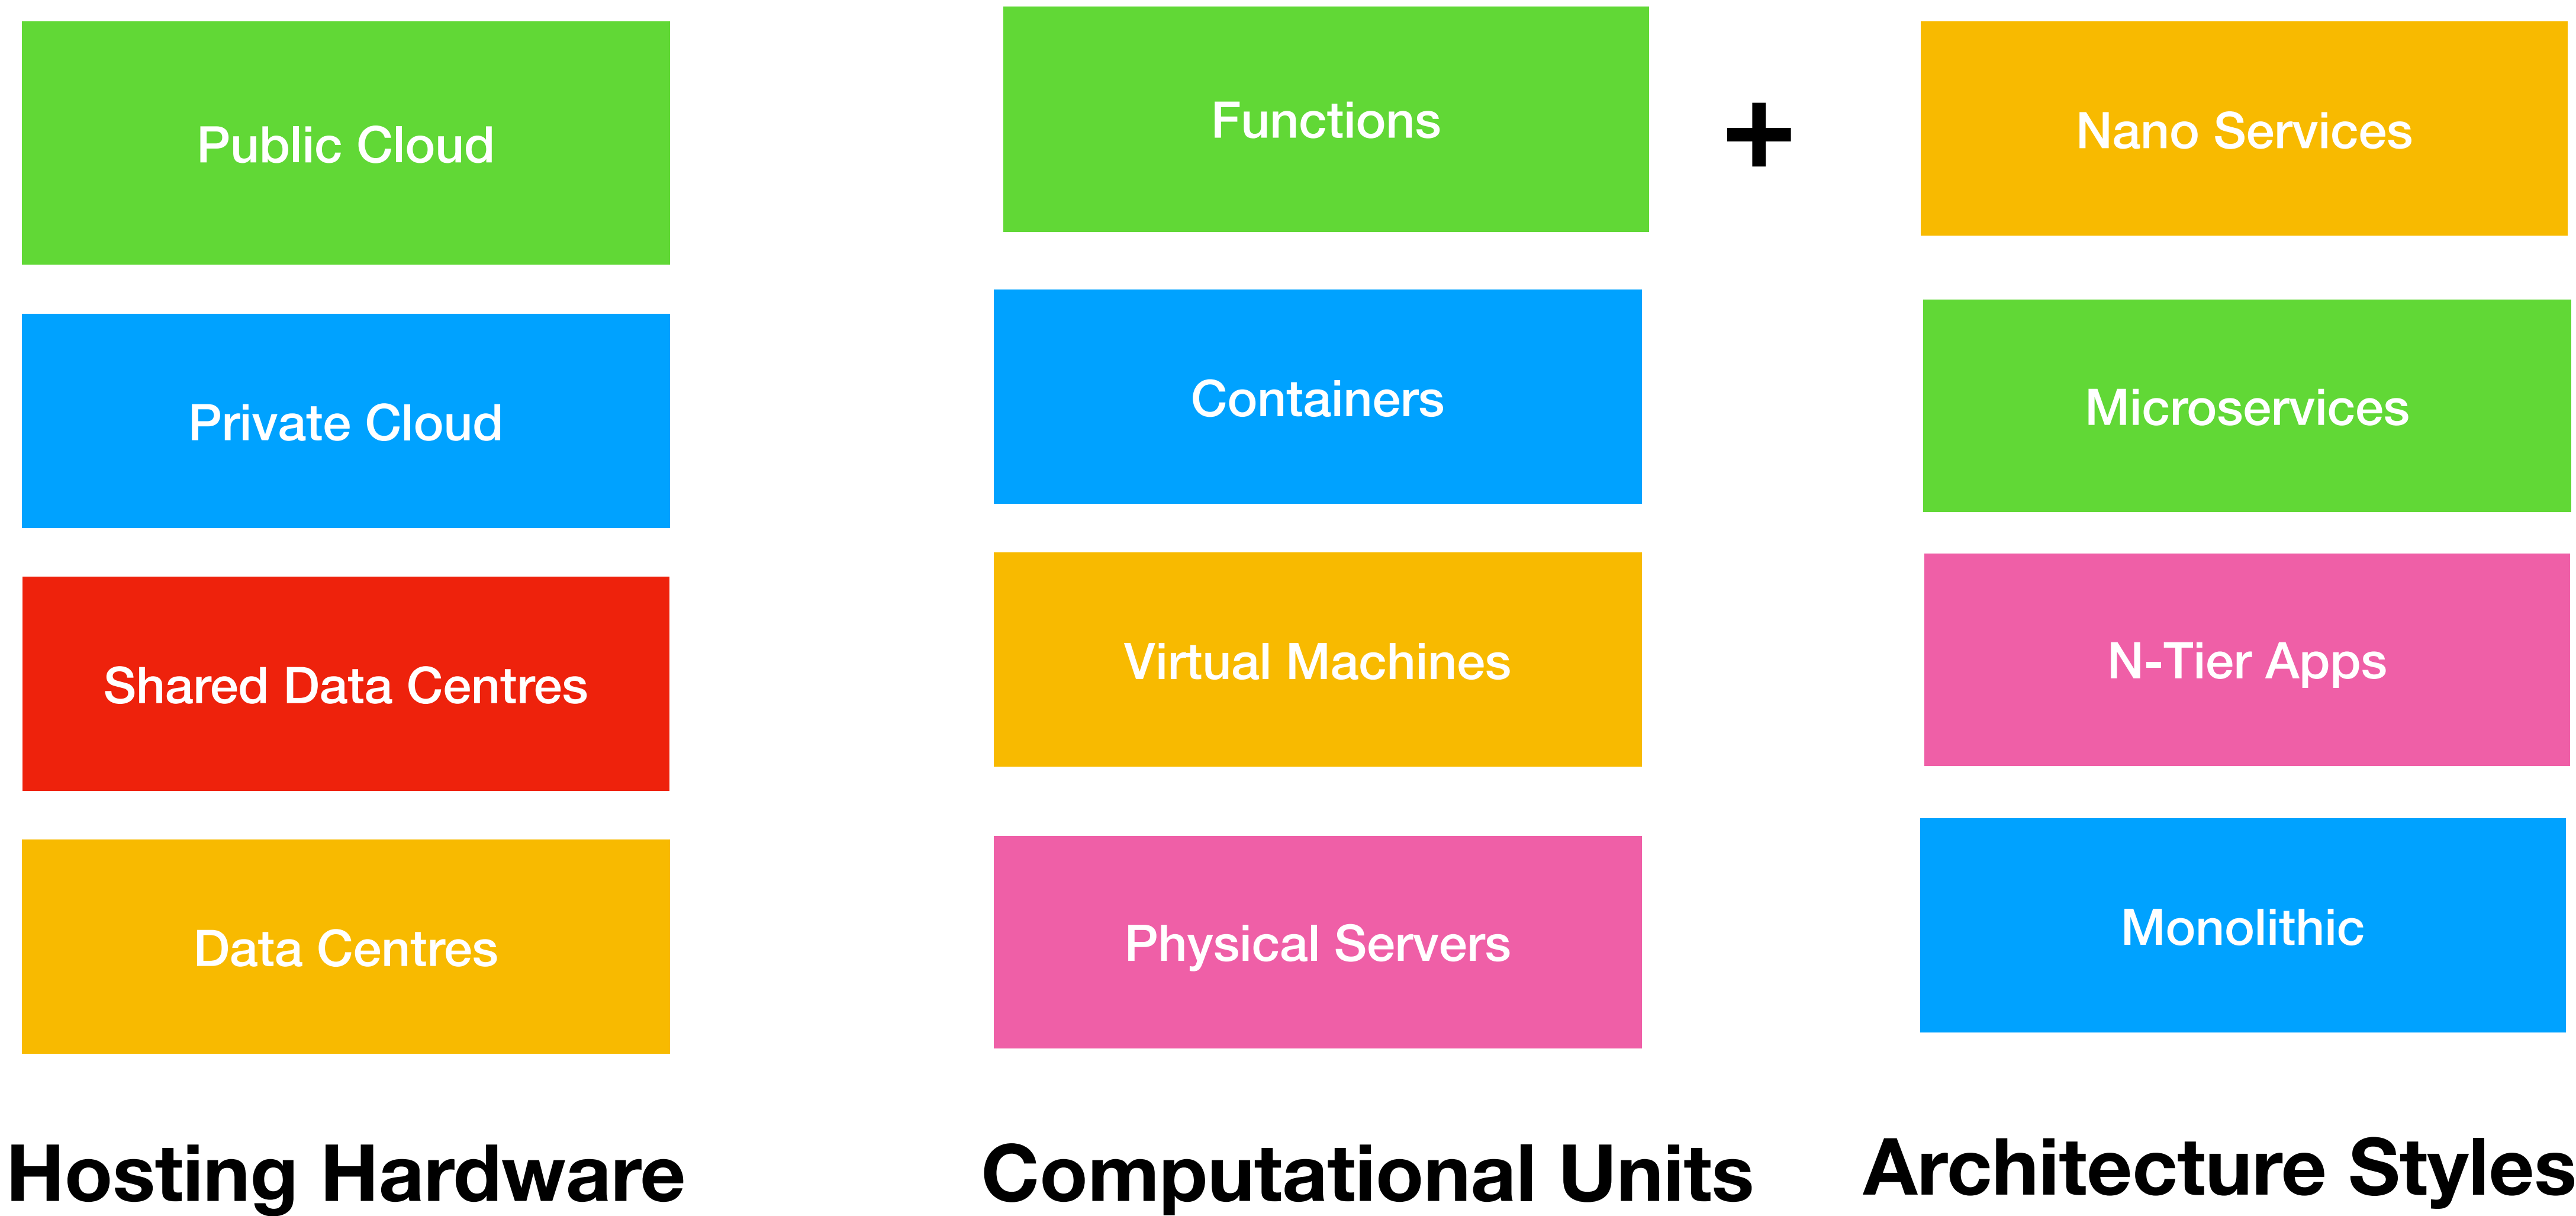 Public Cloud
Private Cloud
Shared Data Centres
Data Centres
Hosting Hardware
Functions
Containers
Virtual Machines
Physical Servers
Computational Units
+
Nano Services
Microservices
N-Tier Apps
Monolithic
Architecture Styles